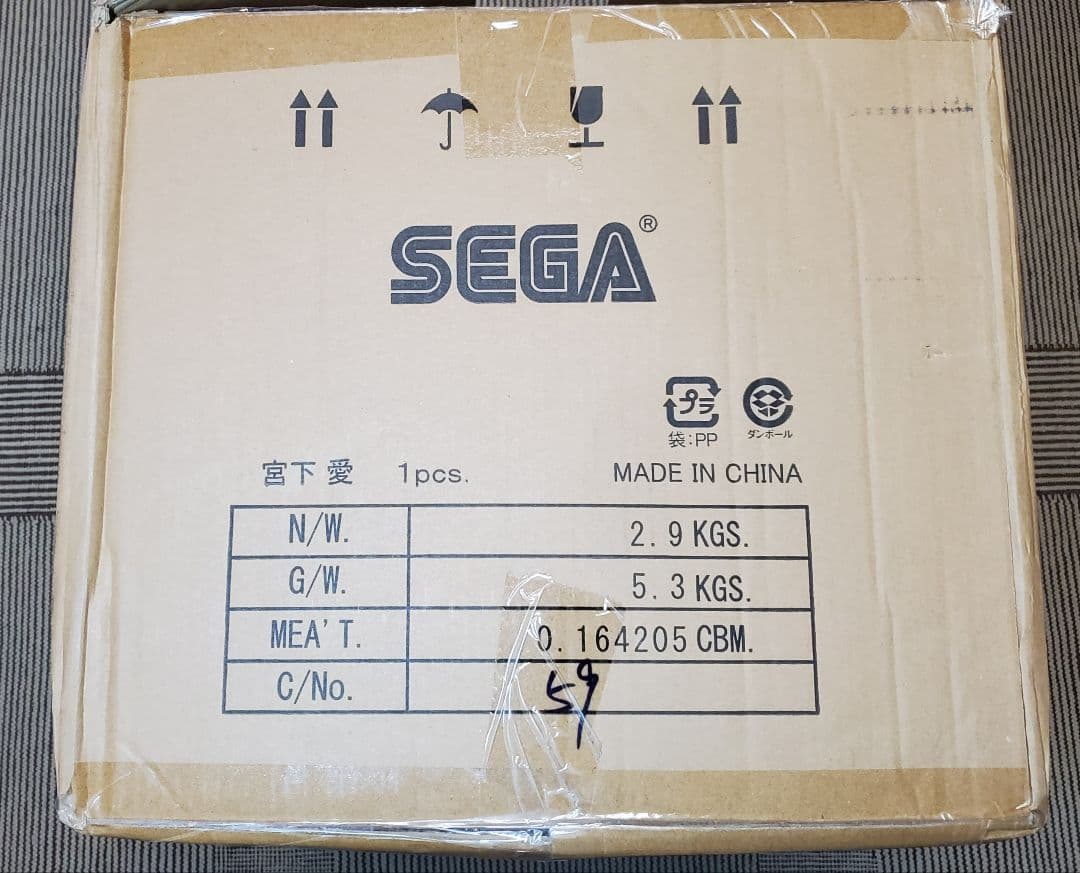 SEGA®
プラ
袋:PP
ダンボール
宮下 愛 1pcs. MADE IN CHINA
N/W. 2.9 KGS.
G/W. 5.3 KGS.
MEA'T. 0.164205 CBM.
C/No. 59